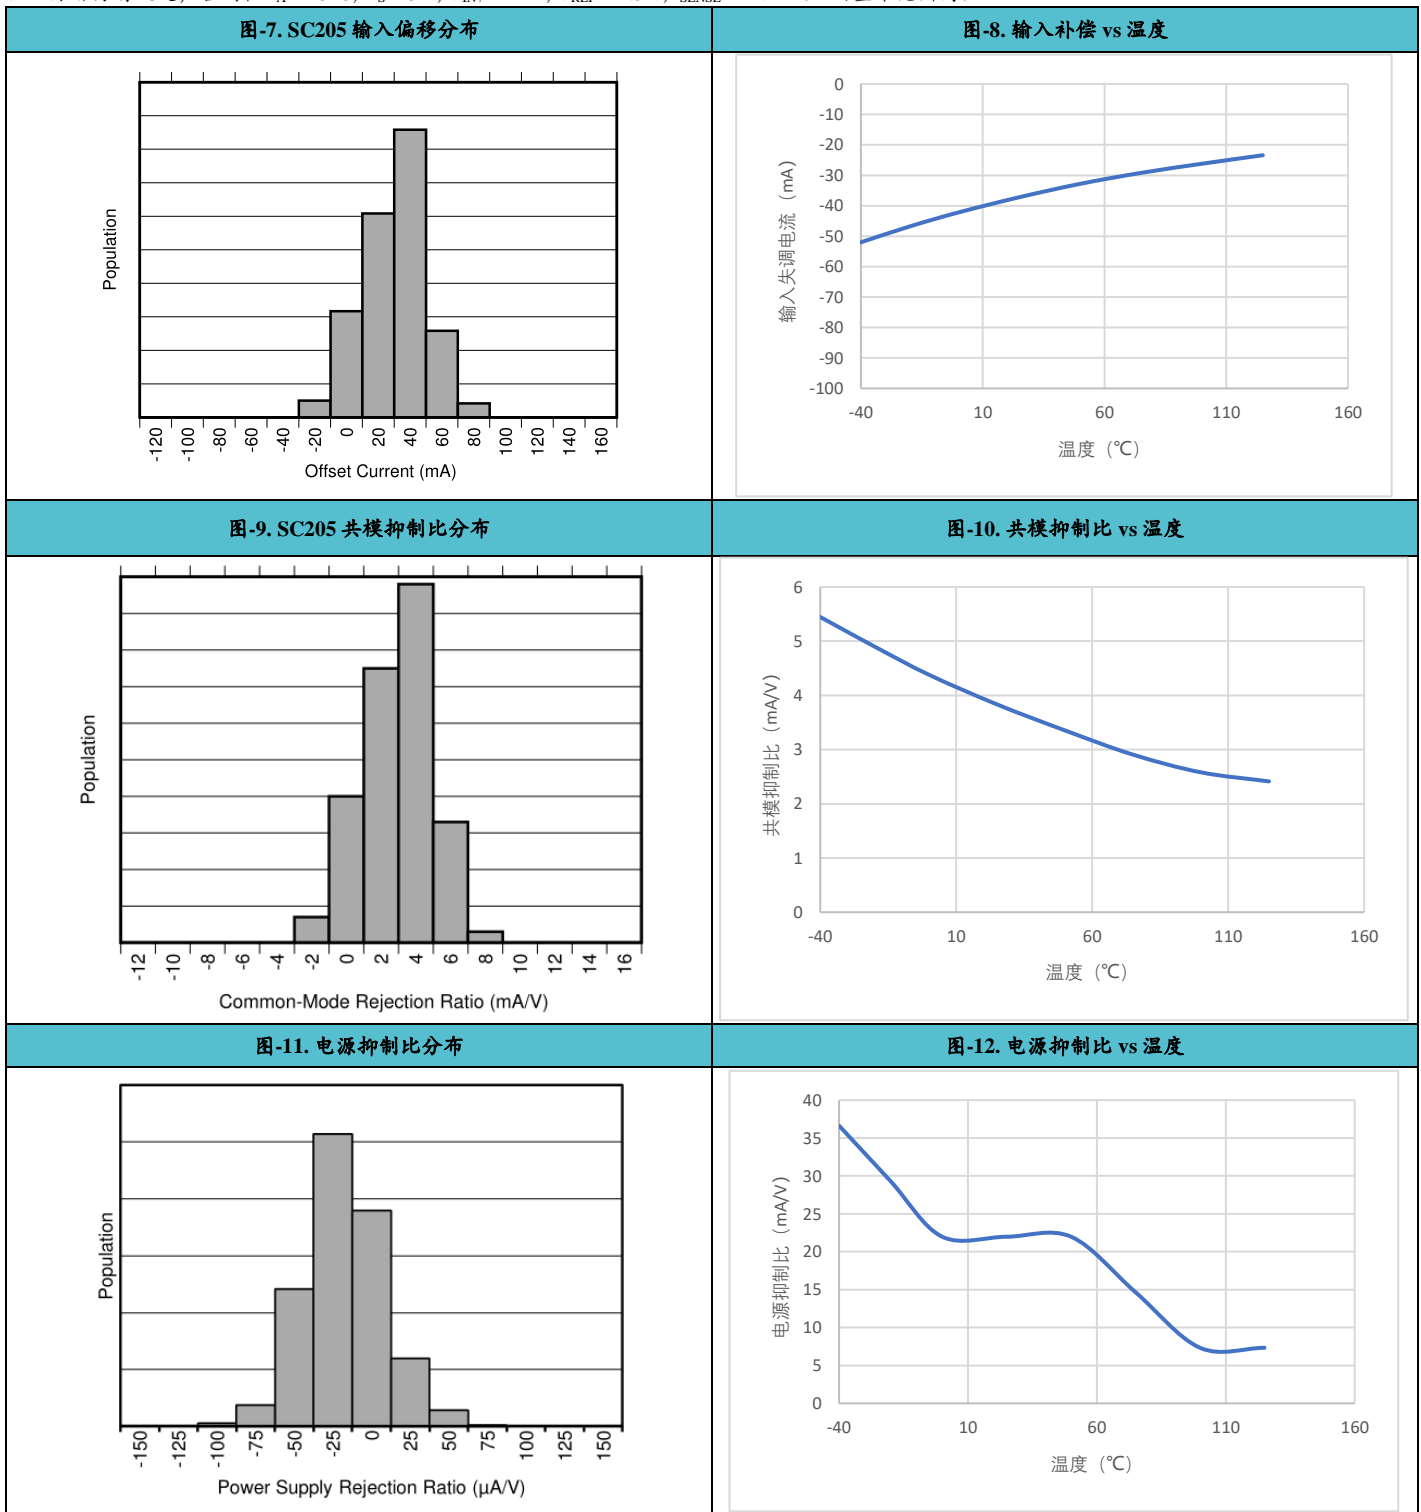 图-7. SC205 输入偏移分布
图-8. 输入补偿 vs 温度
Population
-120 -100 -80 -60 -40 -20 0 20 40 60 80 100 120 140 160
Offset Current (mA)
0
-10
-20
-30
-40
-50
-60
-70
-80
-90
-100
输入失调电流（mA）
-40 10 60 110 160
温度（℃）
图-9. SC205 共模抑制比分布
图-10. 共模抑制比 vs 温度
Population
-12 -10 -8 -6 -4 -2 0 2 4 6 8 10 12 14 16
Common-Mode Rejection Ratio (mA/V)
6
5
4
3
2
1
0
共模抑制比（mA/V）
-40 10 60 110 160
温度（℃）
图-11. 电源抑制比分布
图-12. 电源抑制比 vs 温度
Population
-150 -125 -100 -75 -50 -25 0 25 50 75 100 125 150
Power Supply Rejection Ratio (µA/V)
40
35
30
25
20
15
10
5
0
电源抑制比（mA/V）
-40 10 60 110 160
温度（℃）